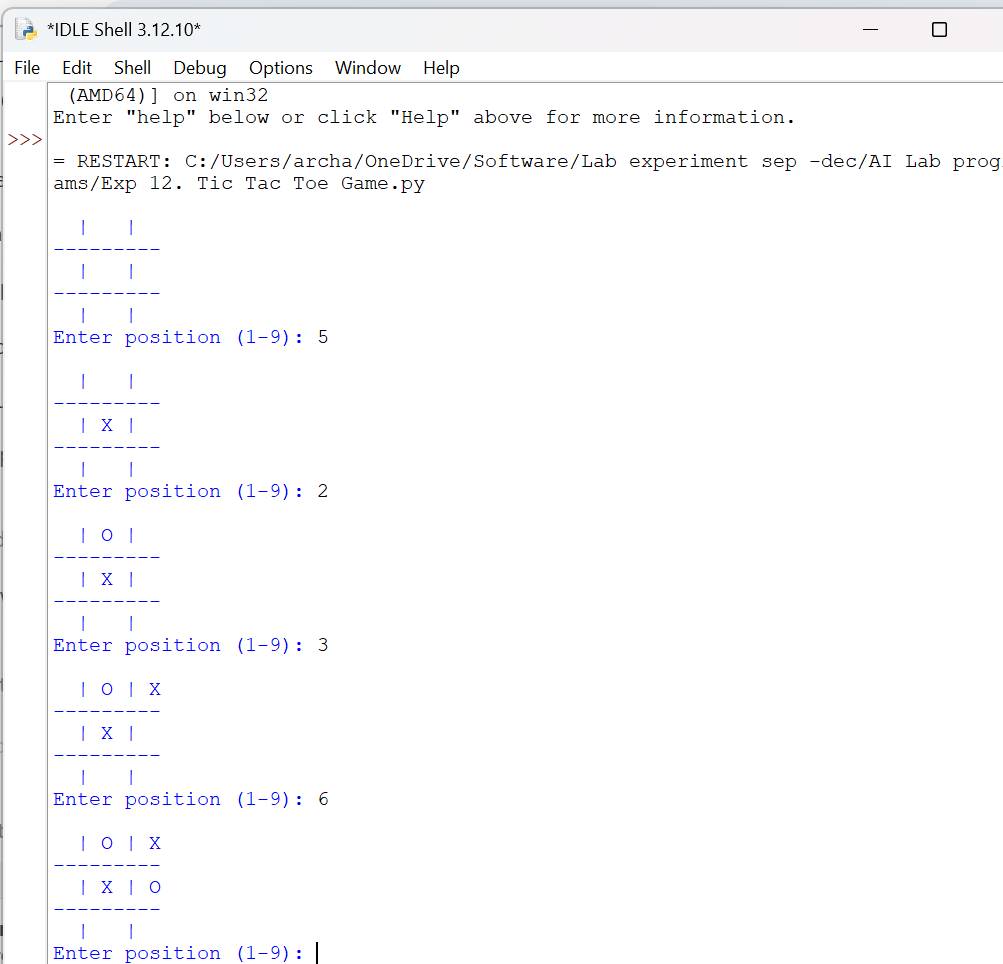 *IDLE Shell 3.12.10*
File Edit Shell Debug Options Window Help
(AMD64)] on win32
Enter "help" below or click "Help" above for more information.
>>>
= RESTART: C:/Users/archa/OneDrive/Software/Lab experiment sep -dec/AI Lab progr
ams/Exp 12. Tic Tac Toe Game.py
  |   |
---------
  |   |
---------
  |   |
Enter position (1-9): 5
  |   |
---------
  | X |
---------
  |   |
Enter position (1-9): 2
  | O |
---------
  | X |
---------
  |   |
Enter position (1-9): 3
  | O | X
---------
  | X |
---------
  |   |
Enter position (1-9): 6
  | O | X
---------
  | X | O
---------
  |   |
Enter position (1-9):